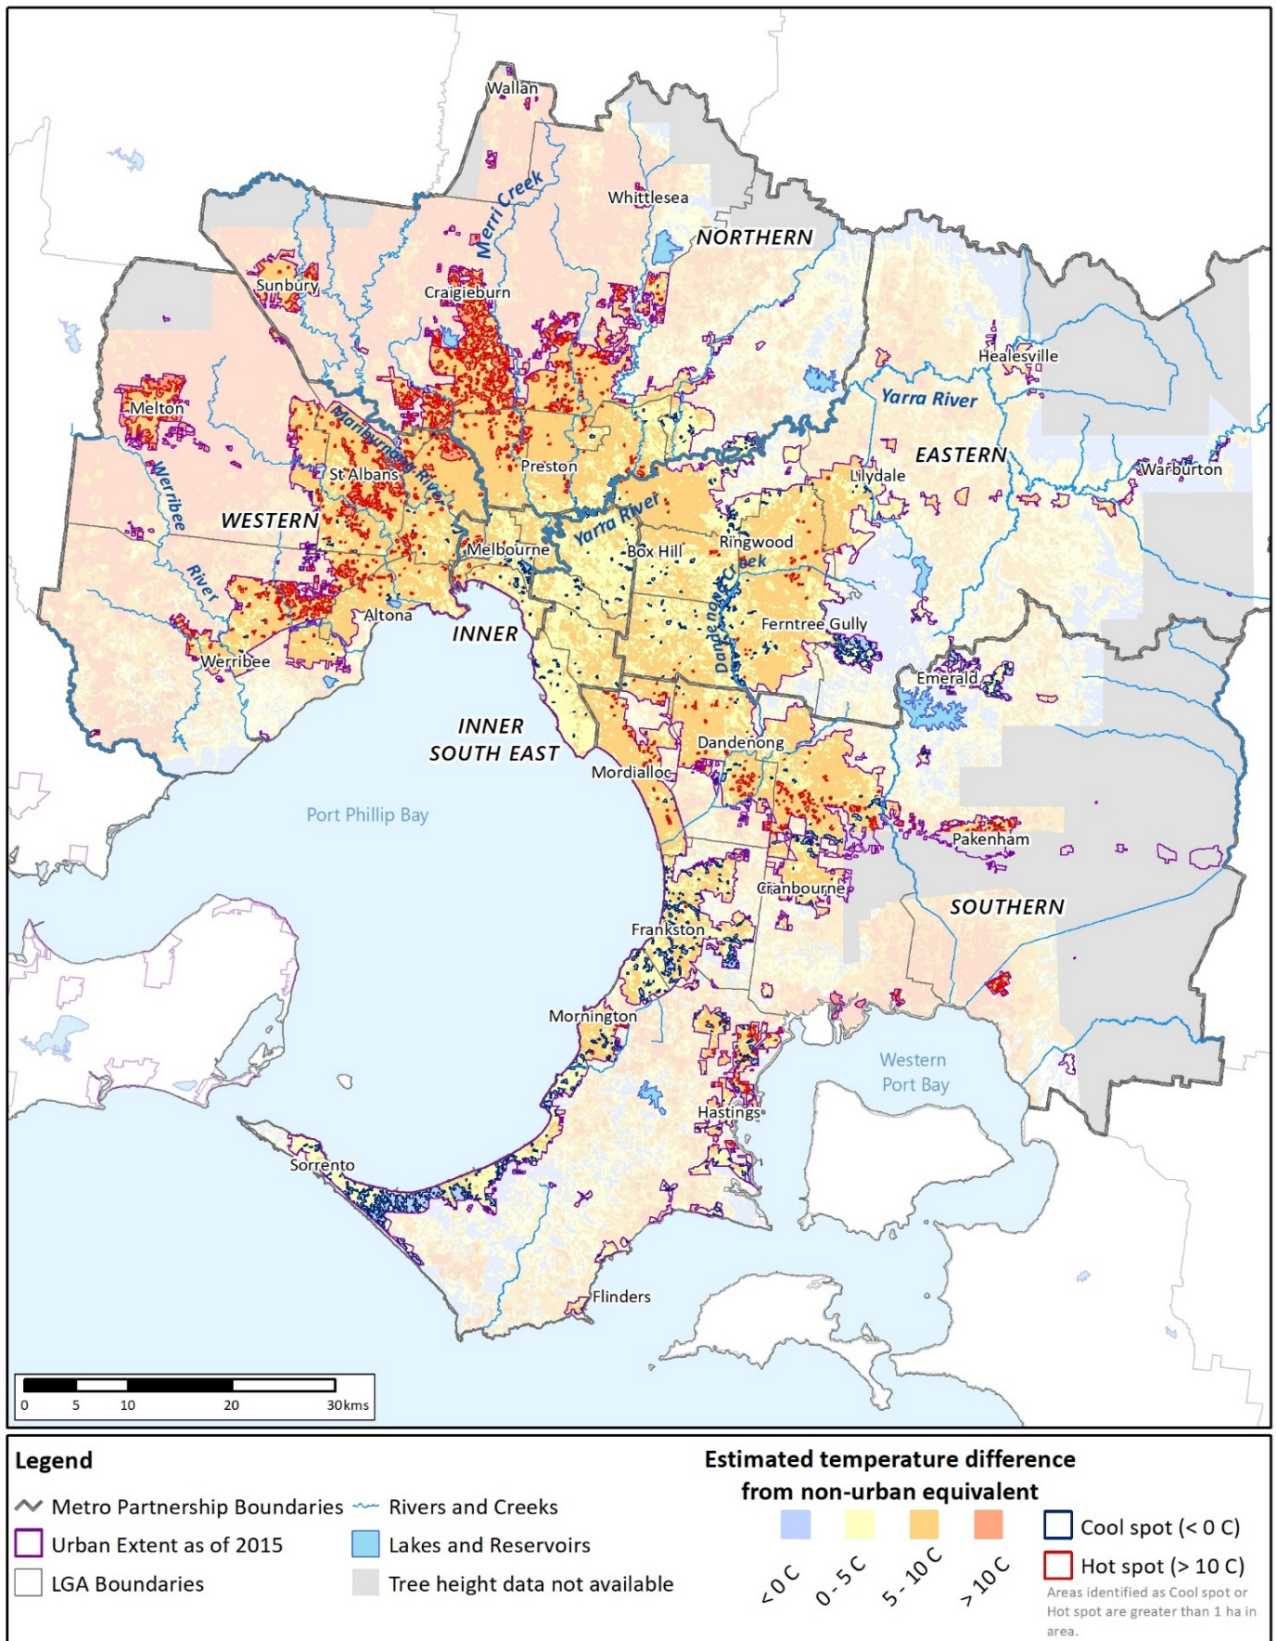 Wallan
Merri Creek
Whittlesea
NORTHERN
Sunbury
Craigieburn
Healesville
Melton
Yarra River
Maribyrnong River
EASTERN
Preston
St Albans
Lilydale
Warburton
Werribee
River
WESTERN
Yarra River
Melbourne
Box Hill
Ringwood
Dandenong Creek
Altona
INNER
Ferntree Gully
Werribee
Emerald
INNER
SOUTH EAST
Dandenong
Mordialloc
Port Phillip Bay
Pakenham
Cranbourne
SOUTHERN
Frankston
Mornington
Western
Port Bay
Hastings
Sorrento
Flinders
0 5 10 20 30 kms
Legend
Metro Partnership Boundaries
Urban Extent as of 2015
LGA Boundaries
Rivers and Creeks
Lakes and Reservoirs
Tree height data not available
Estimated temperature difference
from non-urban equivalent
< 0 C
0 - 5 C
5 - 10 C
> 10 C
Cool spot (< 0 C)
Hot spot (> 10 C)
Areas identified as Cool spot or
Hot spot are greater than 1 ha in
area.